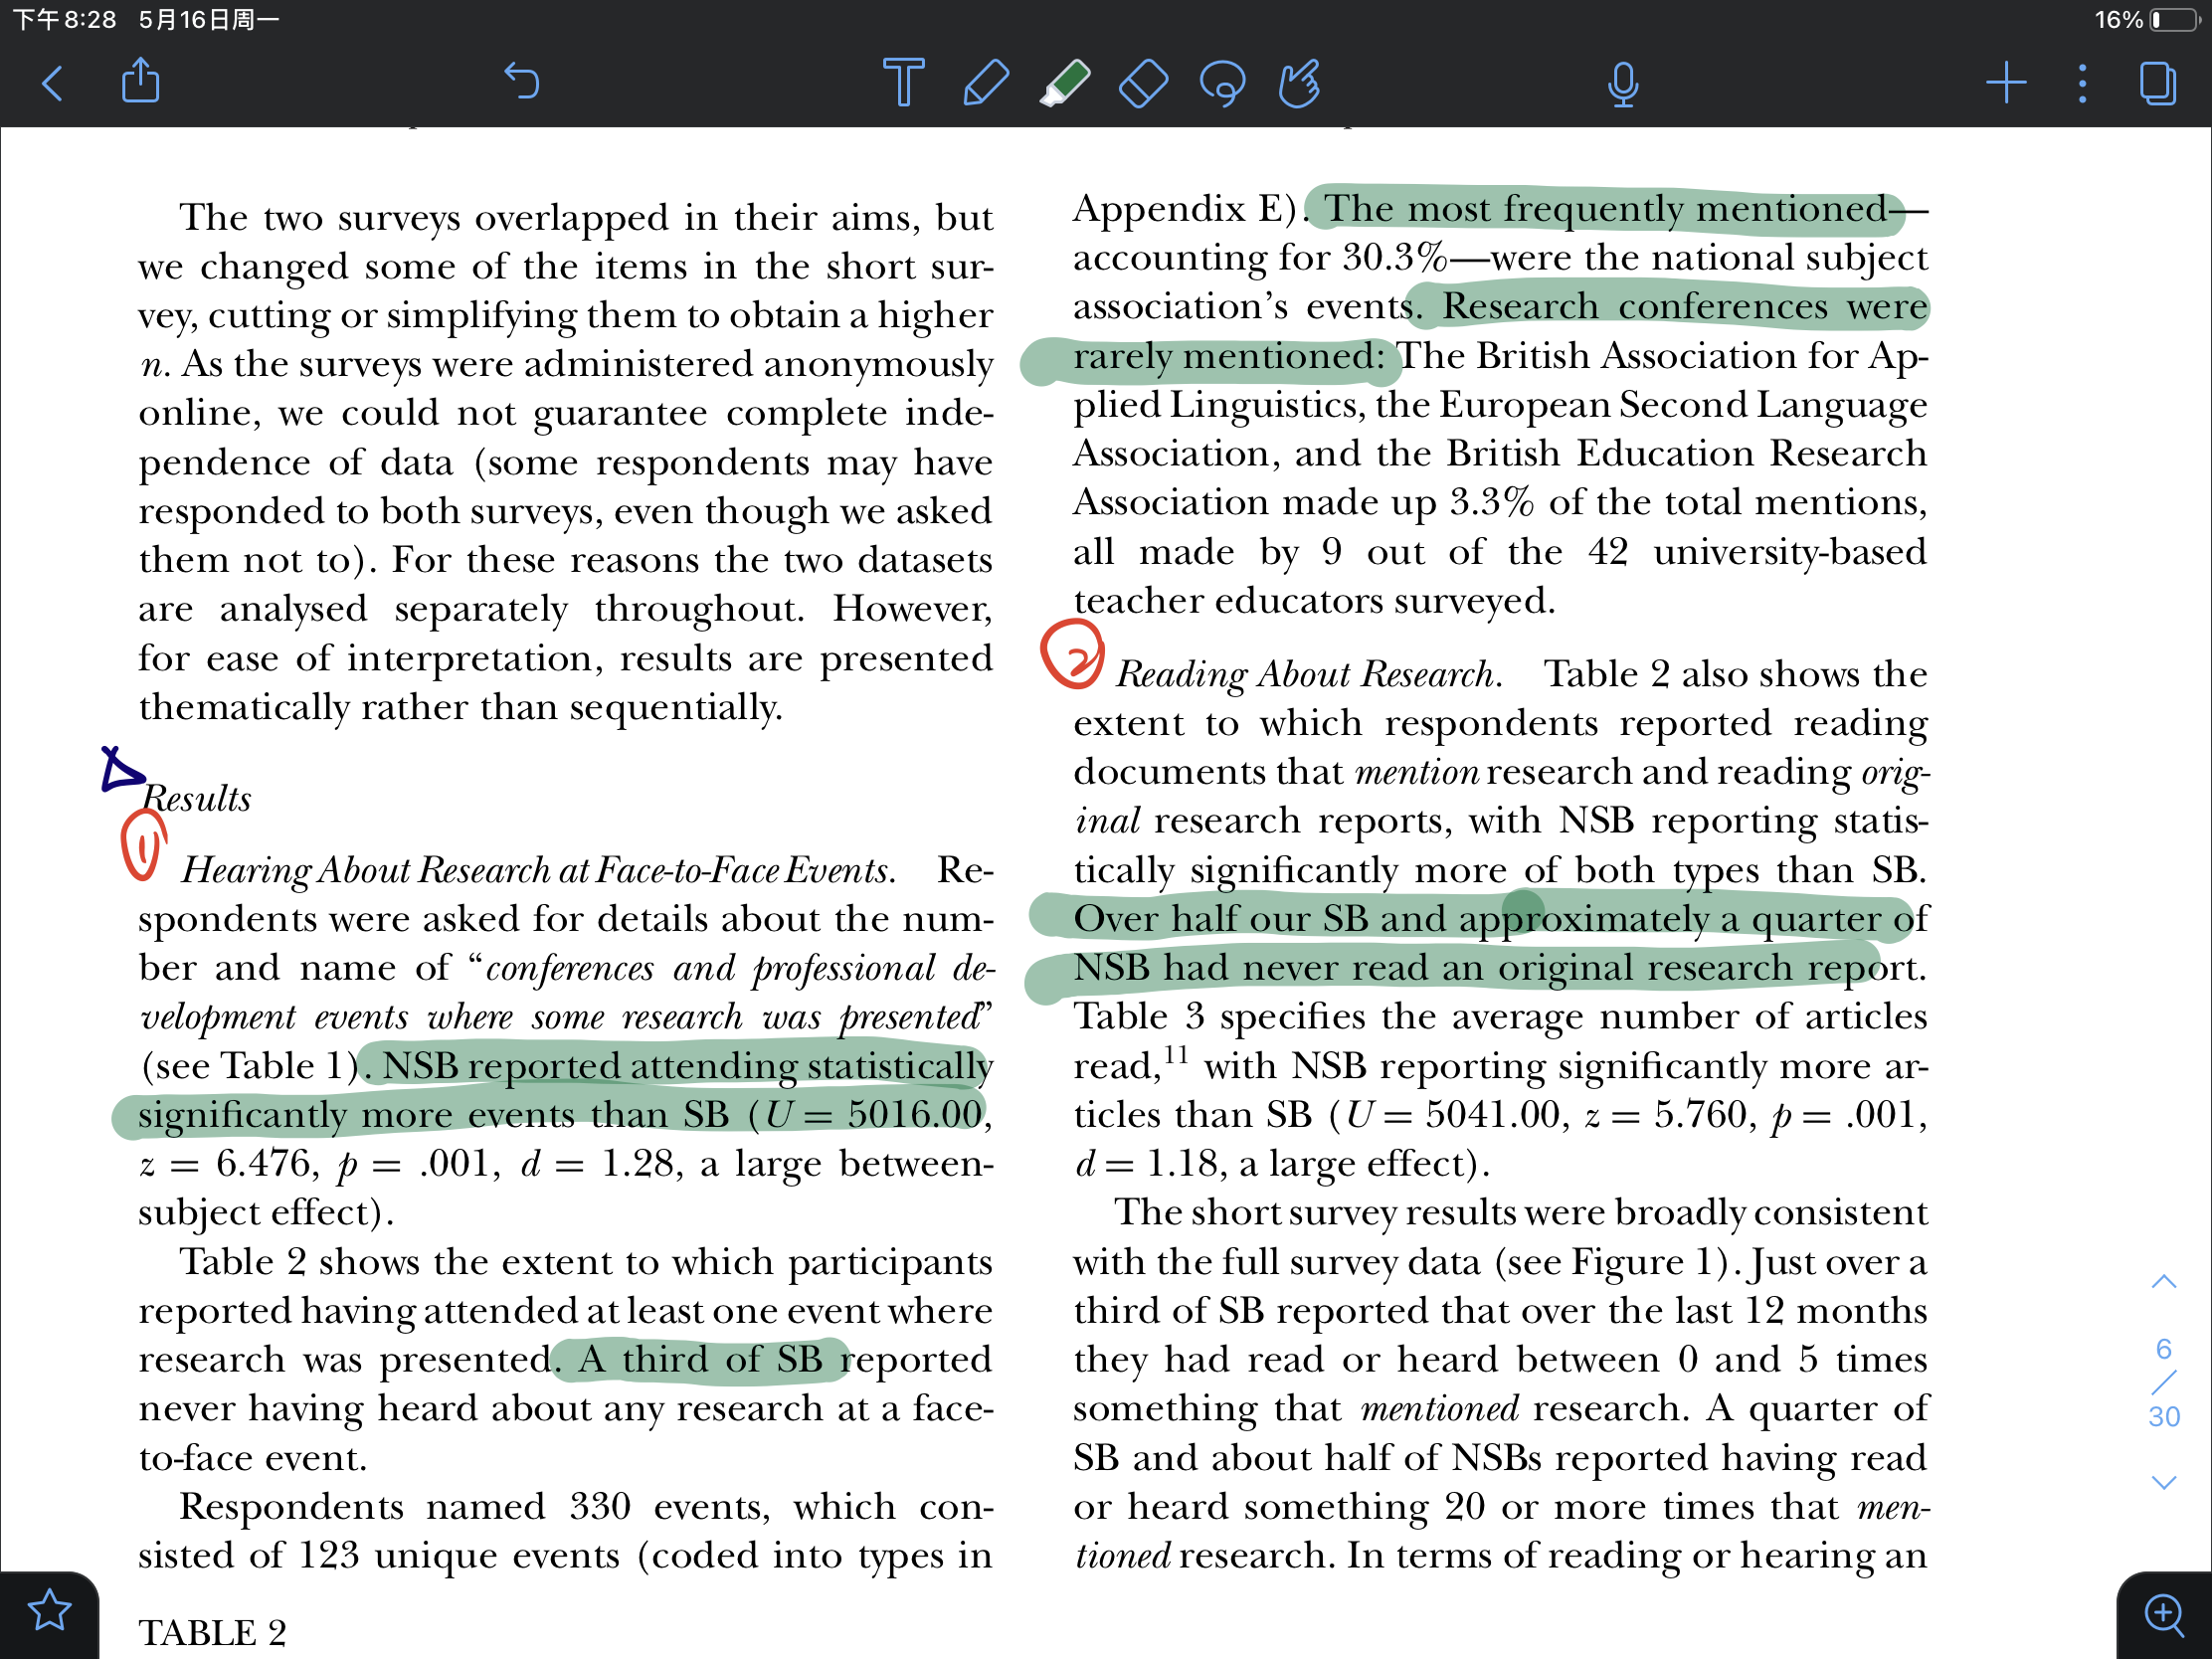 下午8:28 5月16日周一
16%
The two surveys overlapped in their aims, but
we changed some of the items in the short sur-
vey, cutting or simplifying them to obtain a higher
n. As the surveys were administered anonymously
online, we could not guarantee complete inde-
pendence of data (some respondents may have
responded to both surveys, even though we asked
them not to). For these reasons the two datasets
are analysed separately throughout. However,
for ease of interpretation, results are presented
thematically rather than sequentially.
Results
1
Hearing About Research at Face-to-Face Events. Re-
spondents were asked for details about the num-
ber and name of “conferences and professional de-
velopment events where some research was presented”
(see Table 1). NSB reported attending statistically
significantly more events than SB (U = 5016.00,
z = 6.476, p = .001, d = 1.28, a large between-
subject effect).
Table 2 shows the extent to which participants
reported having attended at least one event where
research was presented. A third of SB reported
never having heard about any research at a face-
to-face event.
Respondents named 330 events, which con-
sisted of 123 unique events (coded into types in
TABLE 2
Appendix E). The most frequently mentioned—
accounting for 30.3%—were the national subject
association’s events. Research conferences were
rarely mentioned: The British Association for Ap-
plied Linguistics, the European Second Language
Association, and the British Education Research
Association made up 3.3% of the total mentions,
all made by 9 out of the 42 university-based
teacher educators surveyed.
2
Reading About Research. Table 2 also shows the
extent to which respondents reported reading
documents that mention research and reading orig-
inal research reports, with NSB reporting statis-
tically significantly more of both types than SB.
Over half our SB and approximately a quarter of
NSB had never read an original research report.
Table 3 specifies the average number of articles
read,11 with NSB reporting significantly more ar-
ticles than SB (U = 5041.00, z = 5.760, p = .001,
d = 1.18, a large effect).
The short survey results were broadly consistent
with the full survey data (see Figure 1). Just over a
third of SB reported that over the last 12 months
they had read or heard between 0 and 5 times
something that mentioned research. A quarter of
SB and about half of NSBs reported having read
or heard something 20 or more times that men-
tioned research. In terms of reading or hearing an
6
/
30